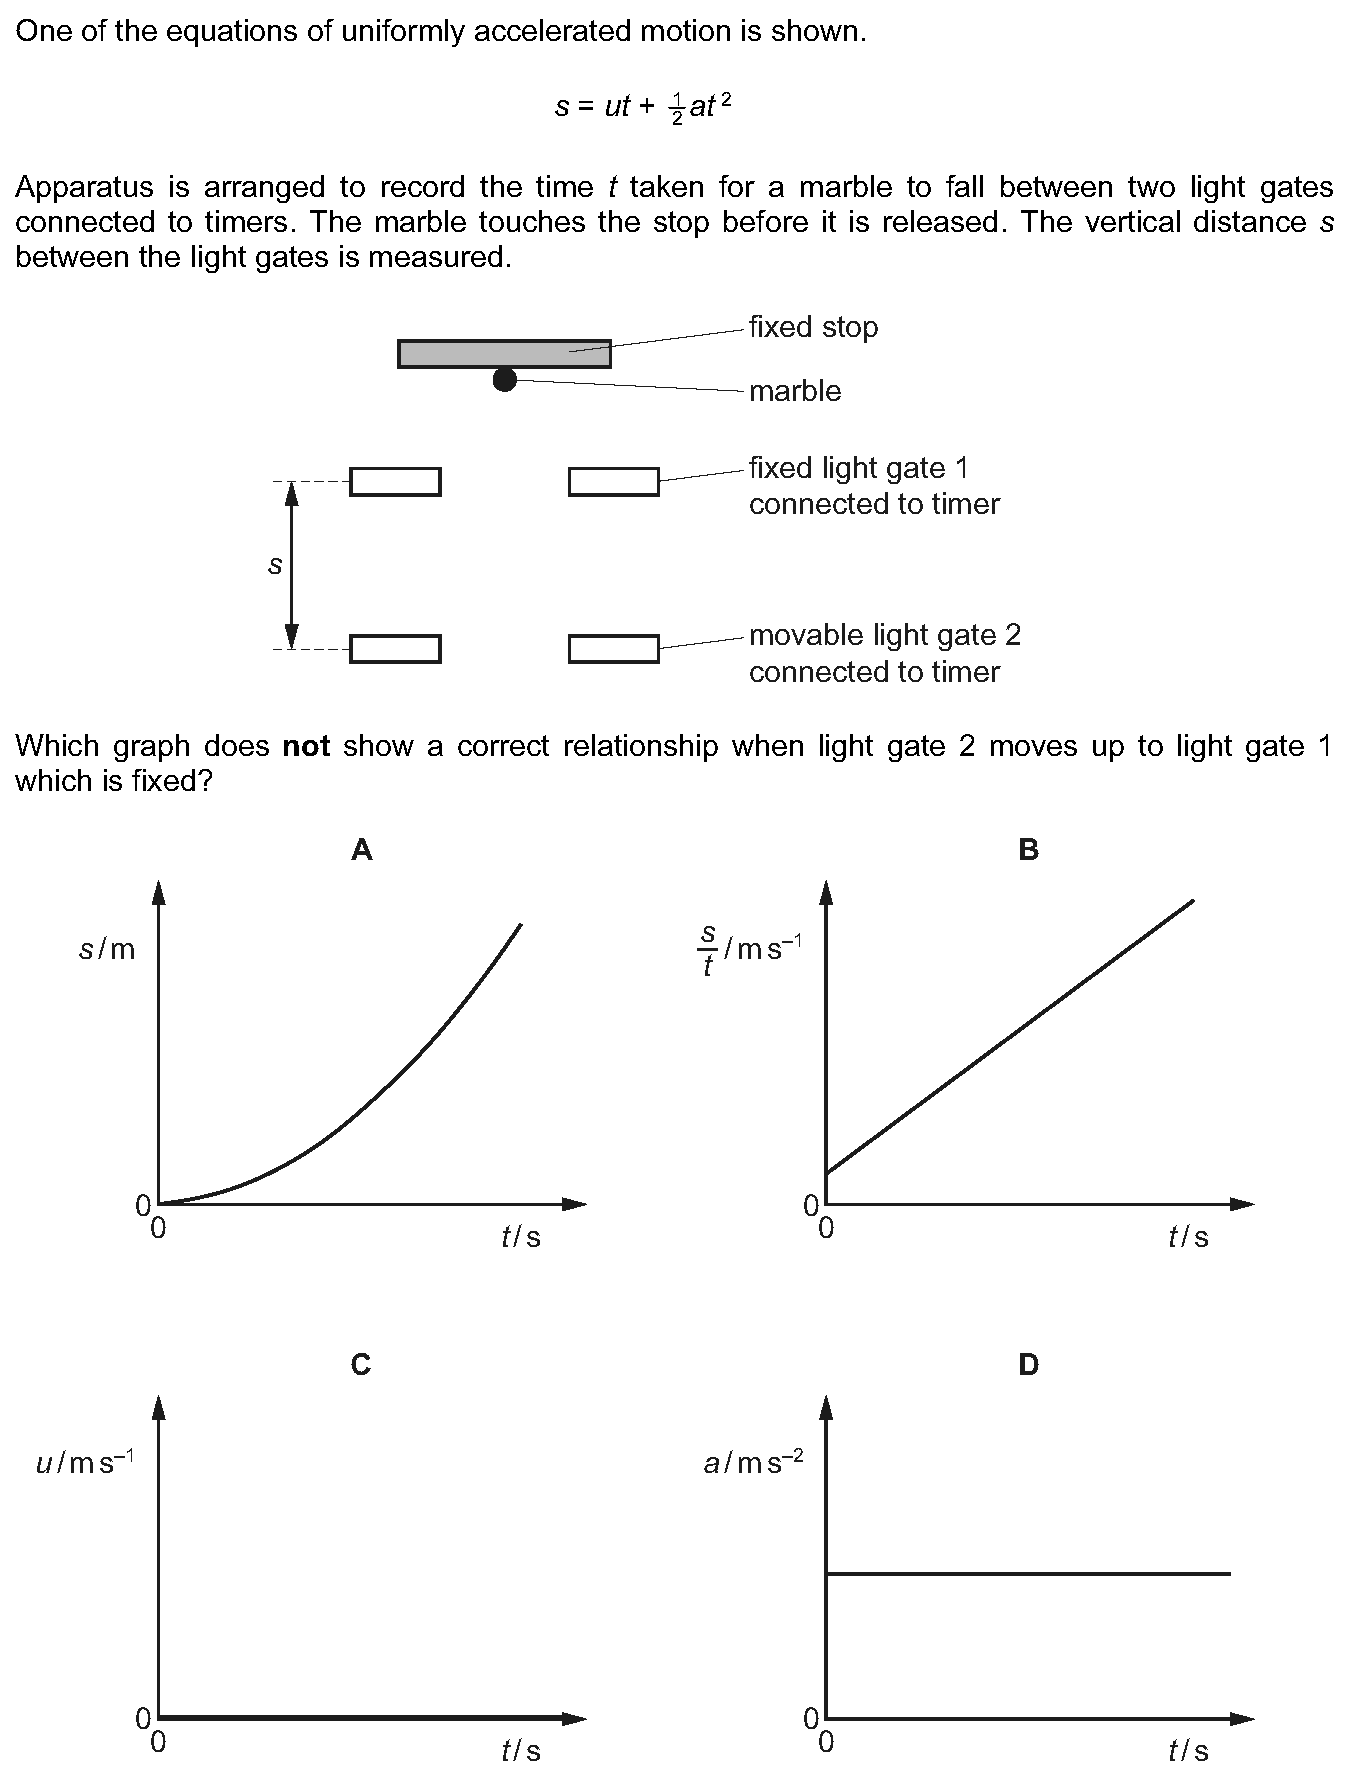 One of the equations of uniformly accelerated motion is shown.
s = ut + ½at²
Apparatus is arranged to record the time t taken for a marble to fall between two light gates
connected to timers. The marble touches the stop before it is released. The vertical distance s
between the light gates is measured.
fixed stop
marble
fixed light gate 1
connected to timer
s
movable light gate 2
connected to timer
Which graph does not show a correct relationship when light gate 2 moves up to light gate 1
which is fixed?
A
s/m
0
0
t/s
B
s/t /ms⁻¹
0
0
t/s
C
u/ms⁻¹
0
0
t/s
D
a/ms⁻²
0
0
t/s